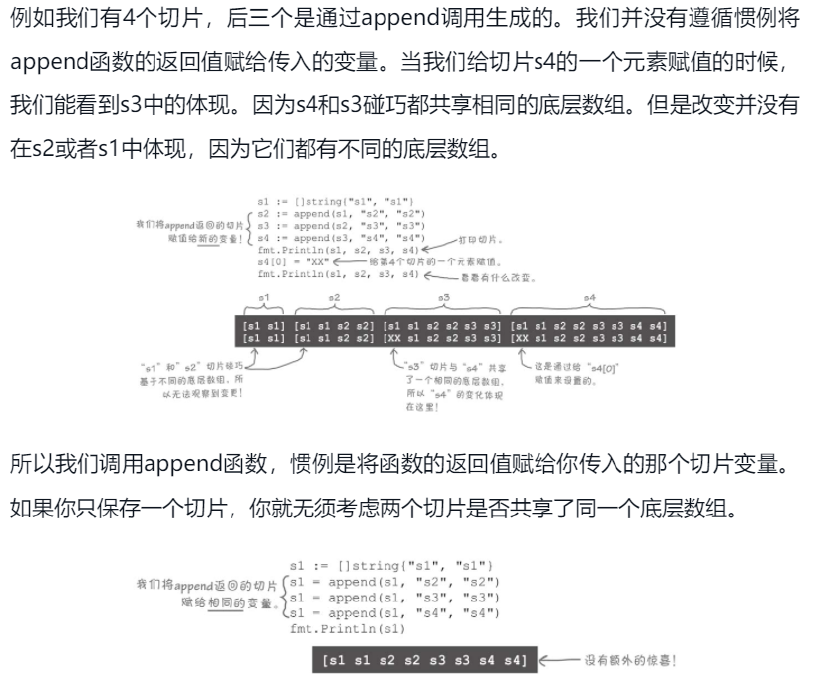 例如我们有4个切片，后三个是通过append调用生成的。我们并没有遵循惯例将
append函数的返回值赋给传入的变量。当我们给切片s4的一个元素赋值的时候，
我们能看到s3中的体现。因为s4和s3碰巧都共享相同的底层数组。但是改变并没有
在s2或者s1中体现，因为它们都有不同的底层数组。
s1 := []string{"s1", "s1"}
s2 := append(s1, "s2", "s2")
s3 := append(s2, "s3", "s3")
s4 := append(s3, "s4", "s4")
fmt.Println(s1, s2, s3, s4)
s4[0] = "XX"
fmt.Println(s1, s2, s3, s4)
我们将append返回的切片
赋值给新的变量！
打印切片。
给第4个切片的一个元素赋值。
看看有什么改变。
s1 s2 s3 s4
[s1 s1] [s1 s1 s2 s2] [s1 s1 s2 s2 s3 s3] [s1 s1 s2 s2 s3 s3 s4 s4]
[s1 s1] [s1 s1 s2 s2] [XX s1 s2 s2 s3 s3] [XX s1 s2 s2 s3 s3 s4 s4]
"s1" 和" s2" 切片碰巧
基于不同的底层数组，所
以无法观察到变更！
"s3" 切片与 "s4" 共享
了一个相同的底层数组，
所以 "s4" 的变化体现
在这里！
这是通过给 "s4[0]"
赋值来设置的。
所以我们调用append函数，惯例是将函数的返回值赋给你传入的那个切片变量。
如果你只保存一个切片，你就无须考虑两个切片是否共享了同一个底层数组。
s1 := []string{"s1", "s1"}
s1 = append(s1, "s2", "s2")
s1 = append(s1, "s3", "s3")
s1 = append(s1, "s4", "s4")
fmt.Println(s1)
我们将append返回的切片
赋给相同的变量。
[s1 s1 s2 s2 s3 s3 s4 s4]
没有额外的惊喜！